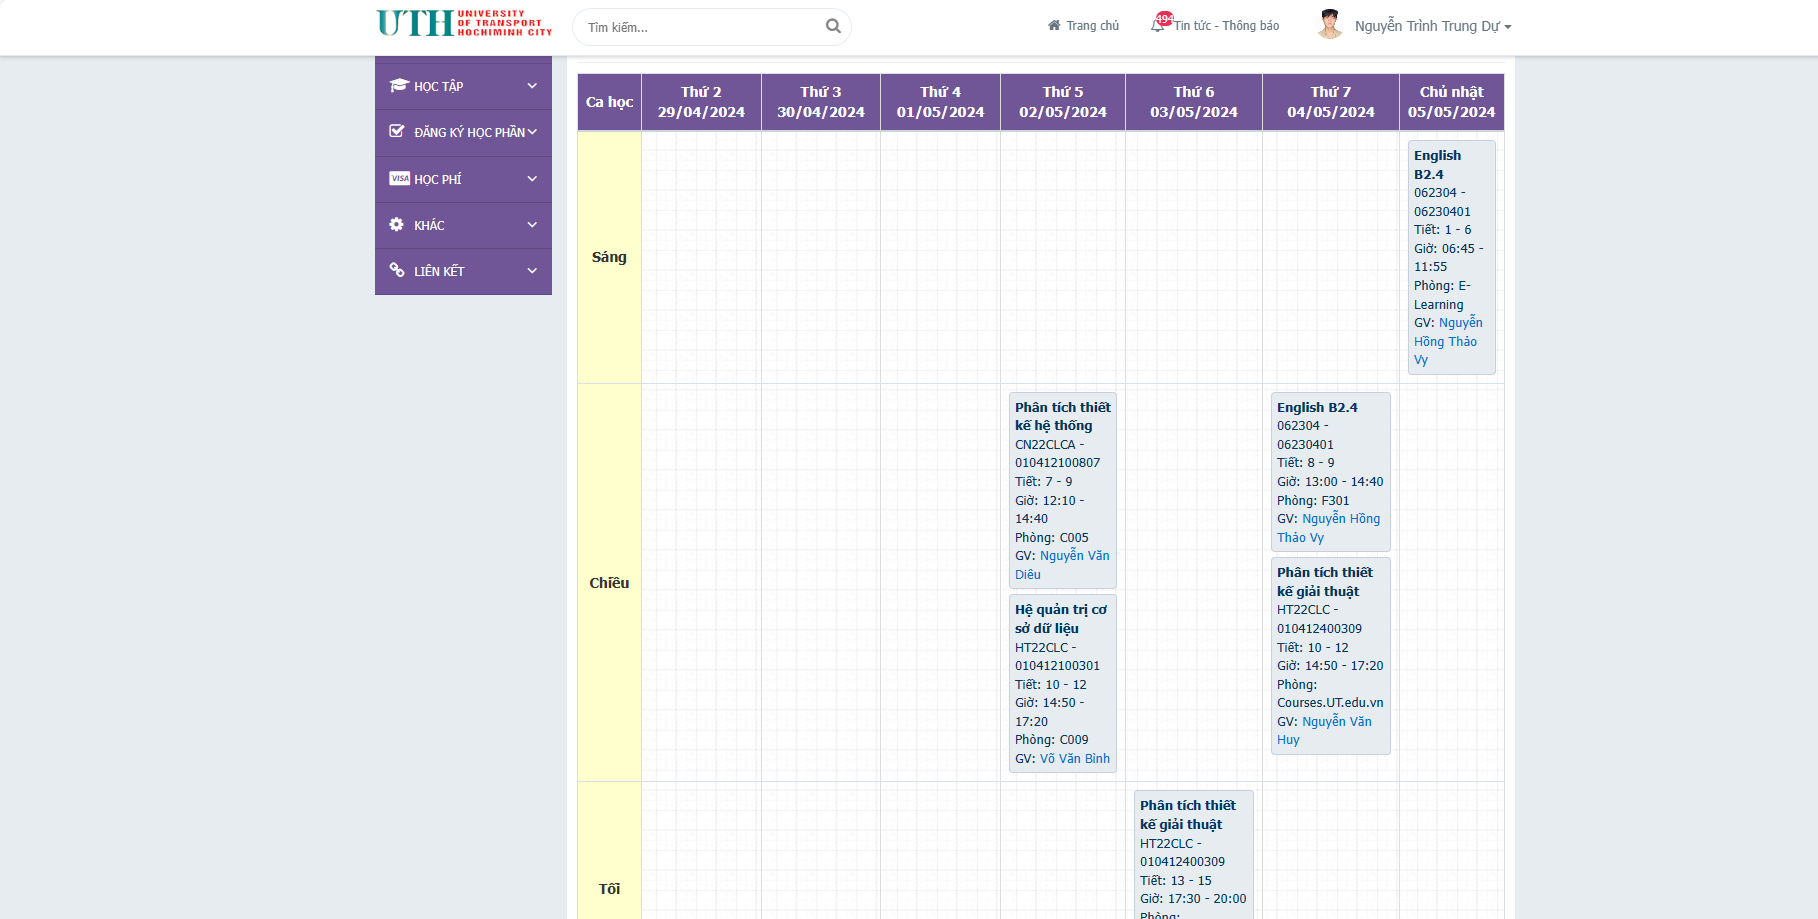 UTH UNIVERSITY
OF TRANSPORT
HOCHIMINH CITY
Tìm kiếm...
Trang chủ
494
Tin tức - Thông báo
Nguyễn Trình Trung Dự
HỌC TẬP
ĐĂNG KÝ HỌC PHẦN
VISA HỌC PHÍ
KHÁC
LIÊN KẾT
Ca học
Thứ 2
29/04/2024
Thứ 3
30/04/2024
Thứ 4
01/05/2024
Thứ 5
02/05/2024
Thứ 6
03/05/2024
Thứ 7
04/05/2024
Chủ nhật
05/05/2024
Sáng
English
B2.4
062304 -
06230401
Tiết: 1 - 6
Giờ: 06:45 -
11:55
Phòng: E-
Learning
GV: Nguyễn
Hồng Thảo
Vy
Chiều
Phân tích thiết
kế hệ thống
CN22CLCA -
010412100807
Tiết: 7 - 9
Giờ: 12:10 -
14:40
Phòng: C005
GV: Nguyễn Văn
Diêu
Hệ quản trị cơ
sở dữ liệu
HT22CLC -
010412100301
Tiết: 10 - 12
Giờ: 14:50 -
17:20
Phòng: C009
GV: Võ Văn Bình
English B2.4
062304 -
06230401
Tiết: 8 - 9
Giờ: 13:00 - 14:40
Phòng: F301
GV: Nguyễn Hồng
Thảo Vy
Phân tích thiết
kế giải thuật
HT22CLC -
010412400309
Tiết: 10 - 12
Giờ: 14:50 - 17:20
Phòng:
Courses.UT.edu.vn
GV: Nguyễn Văn
Huy
Tối
Phân tích thiết
kế giải thuật
HT22CLC -
010412400309
Tiết: 13 - 15
Giờ: 17:30 - 20:00
Phòng: